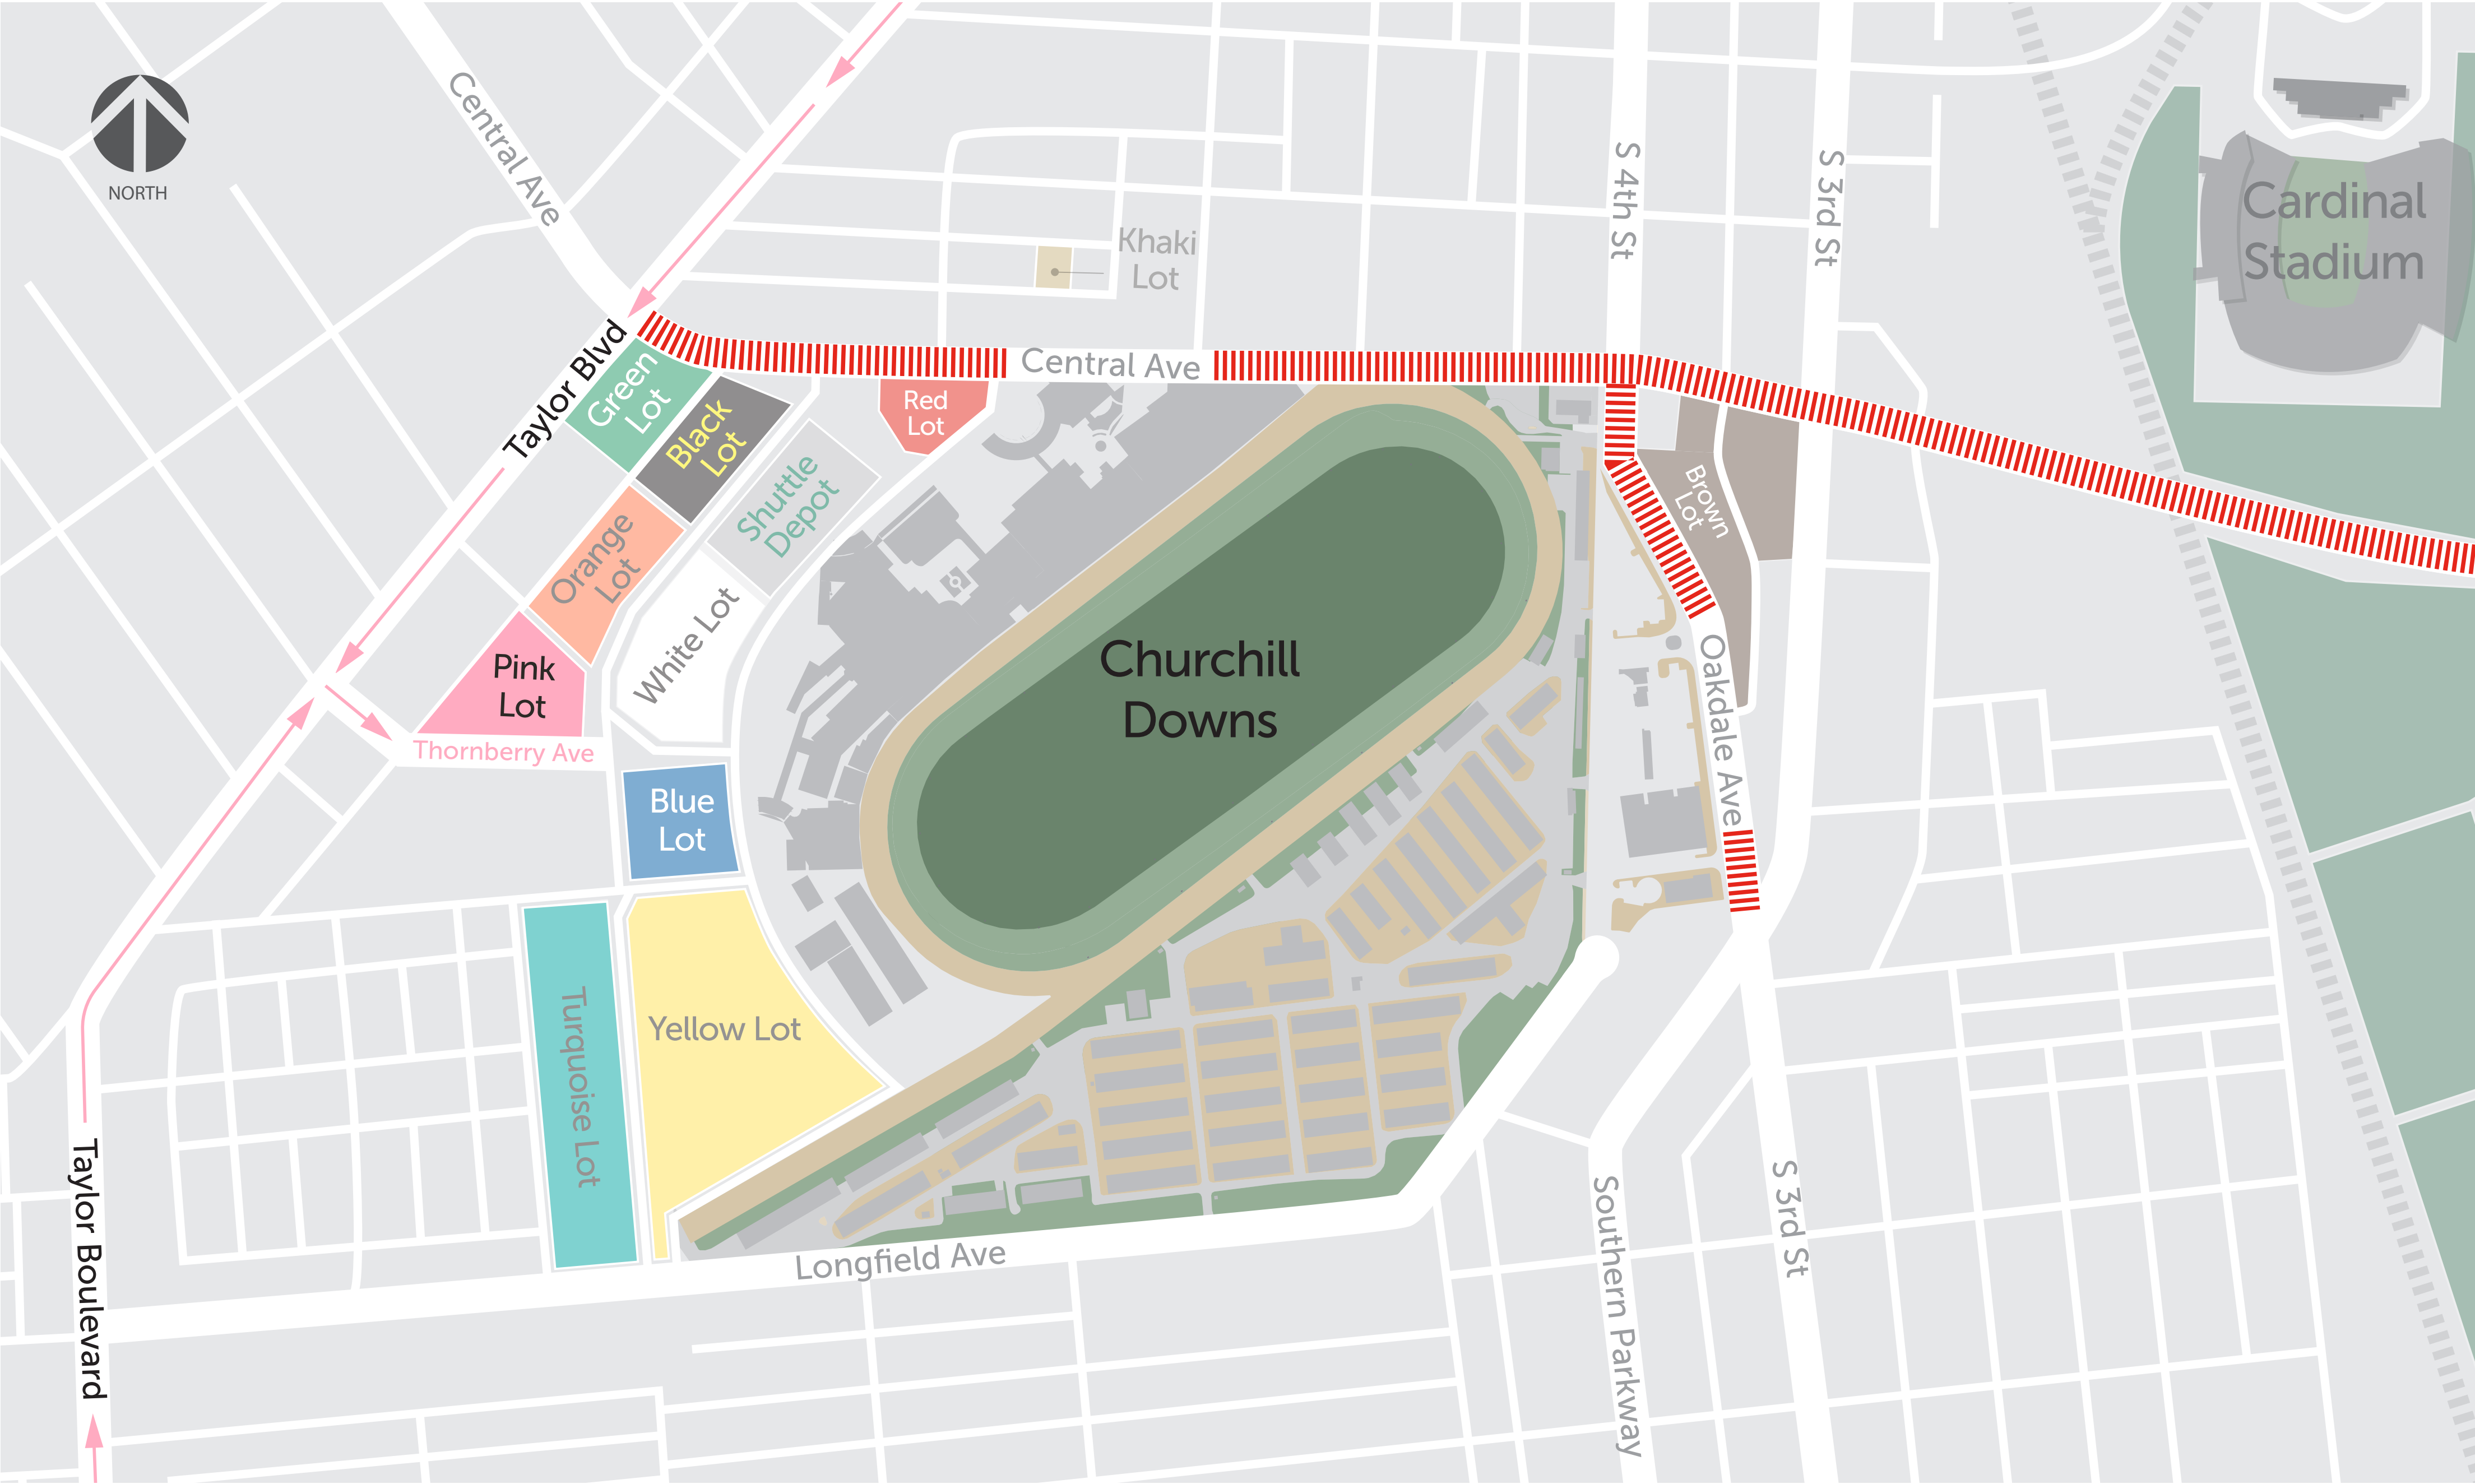 NORTH
Central Ave
S 4th St
S 3rd St
Cardinal
Stadium
Khaki
Lot
Taylor Blvd
Green
Lot
Black
Lot
Red
Lot
Central Ave
Shuttle
Depot
Brown
Lot
Orange
Lot
White Lot
Pink
Lot
Churchill
Downs
Thornberry Ave
Oakdale Ave
Blue
Lot
Turquoise Lot
Yellow Lot
Taylor Boulevard
Longfield Ave
Southern Parkway
S 3rd St